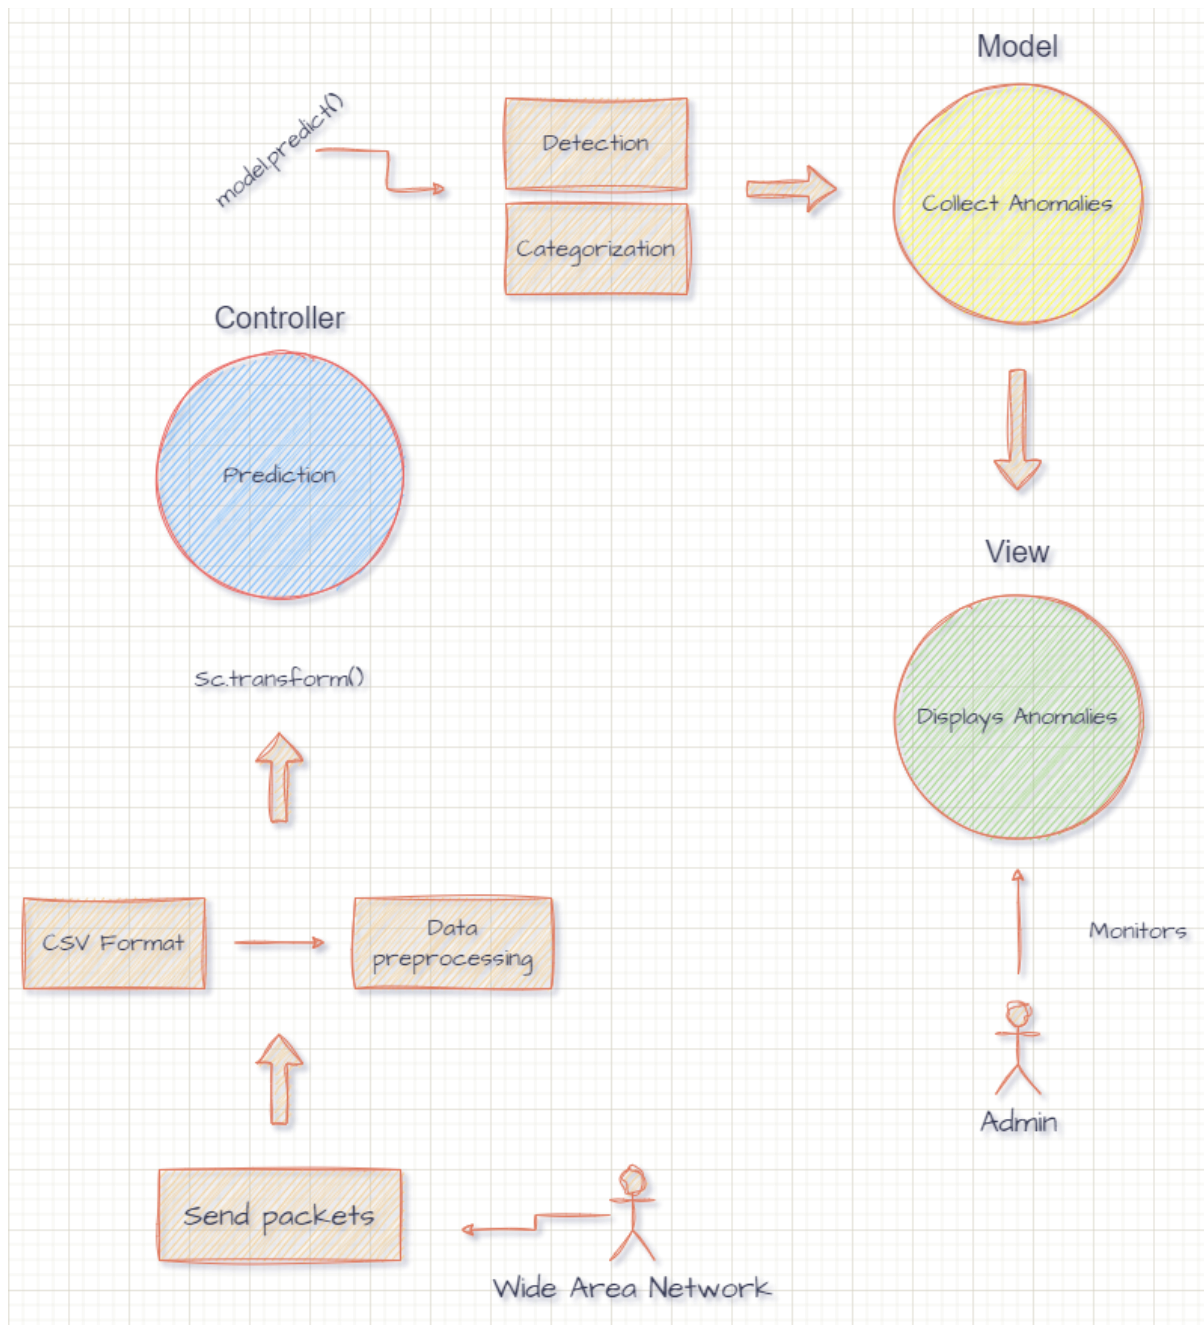 Model
model.predict()
Detection
Collect Anomalies
Categorization
Controller
Prediction
View
Sc.transform()
Displays Anomalies
CSV Format
Data
preprocessing
Monitors
Admin
Send packets
Wide Area Network